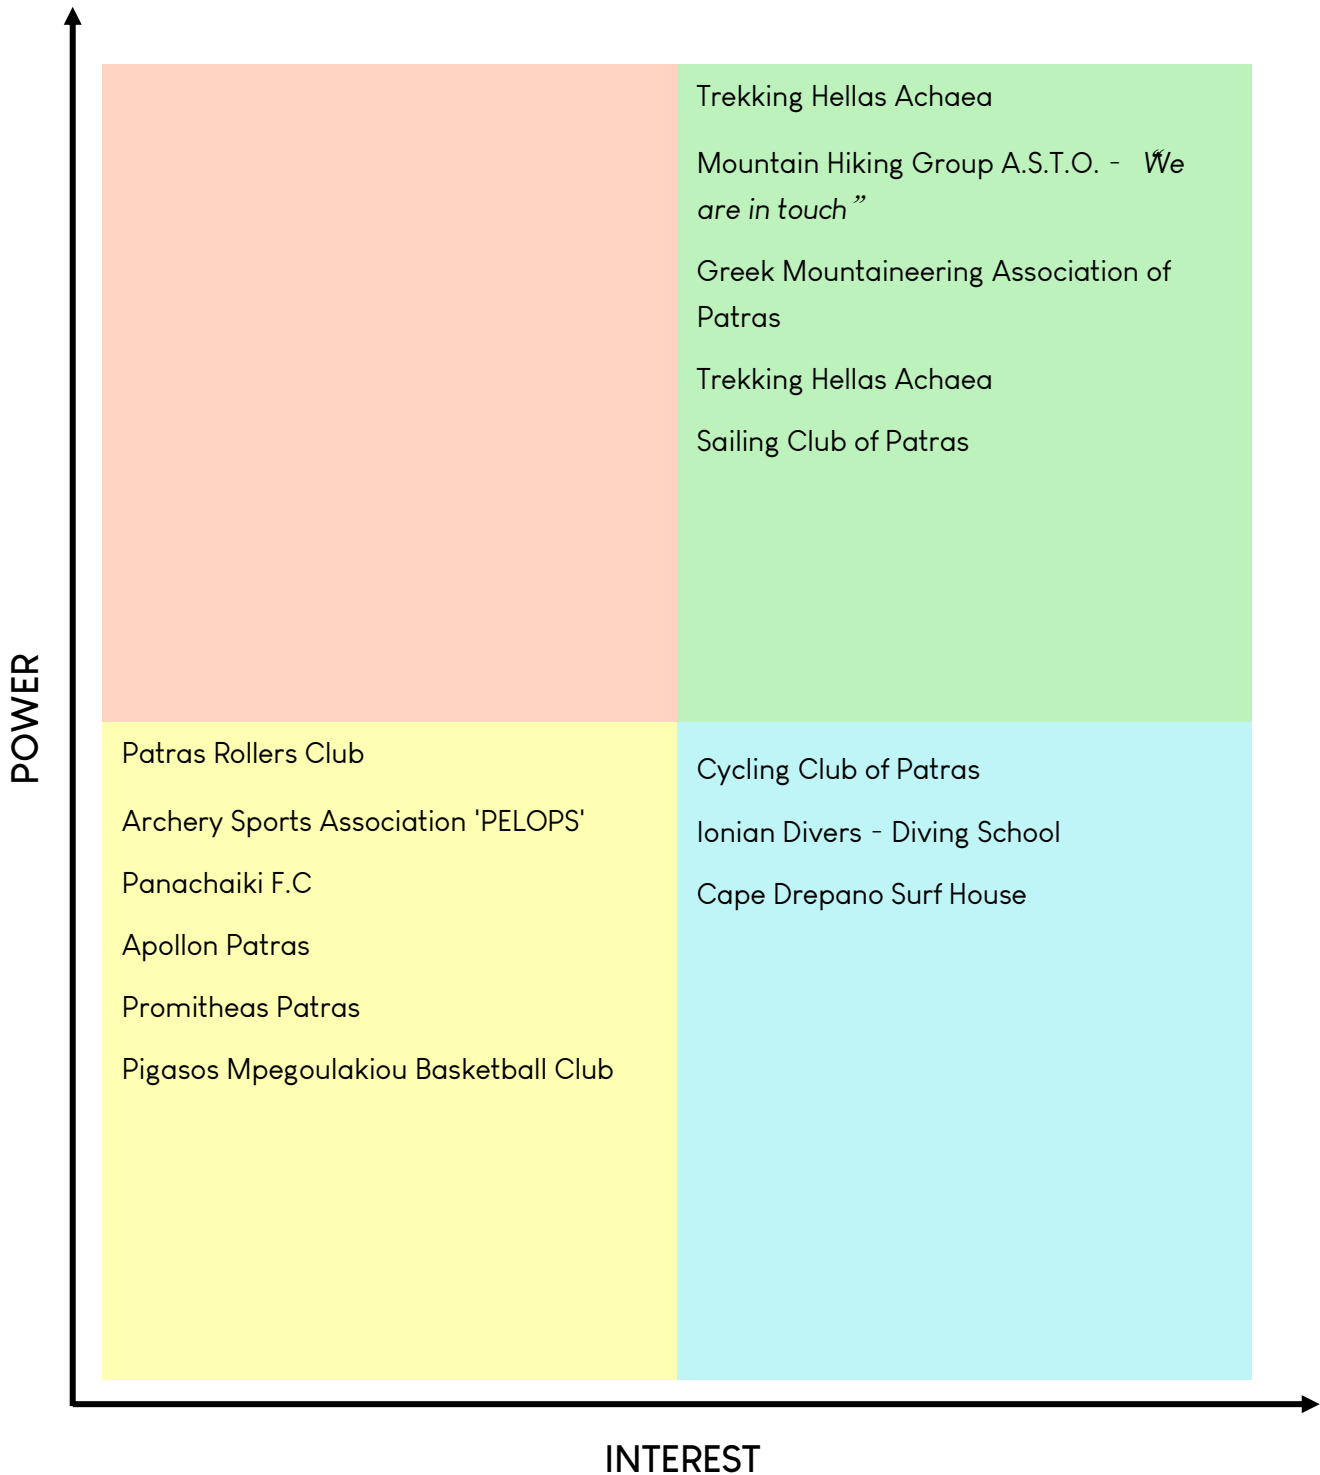 Trekking Hellas Achaea
Mountain Hiking Group A.S.T.O. - “We
are in touch”
Greek Mountaineering Association of
Patras
Trekking Hellas Achaea
Sailing Club of Patras
POWER
Patras Rollers Club
Archery Sports Association 'PELOPS'
Panachaiki F.C
Apollon Patras
Promitheas Patras
Pigasos Mpegoulakiou Basketball Club
Cycling Club of Patras
Ionian Divers - Diving School
Cape Drepano Surf House
INTEREST